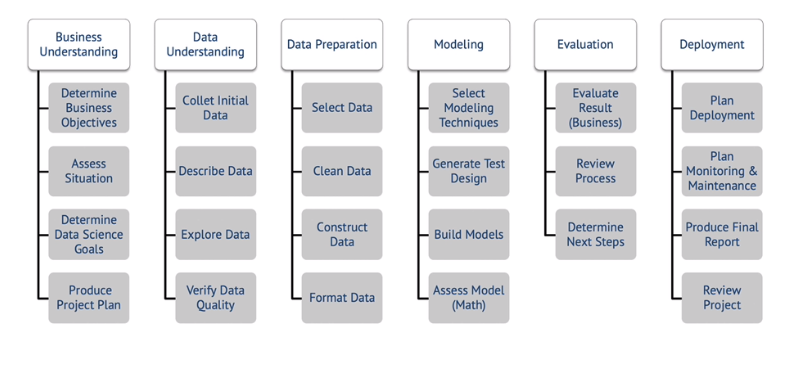 Business
Understanding
Determine
Business
Objectives
Assess
Situation
Determine
Data Science
Goals
Produce
Project Plan
Data
Understanding
Collet Initial
Data
Describe Data
Explore Data
Verify Data
Quality
Data Preparation
Select Data
Clean Data
Construct
Data
Format Data
Modeling
Select
Modeling
Techniques
Generate Test
Design
Build Models
Assess Model
(Math)
Evaluation
Evaluate
Result
(Business)
Review
Process
Determine
Next Steps
Deployment
Plan
Deployment
Plan
Monitoring &
Maintenance
Produce Final
Report
Review
Project